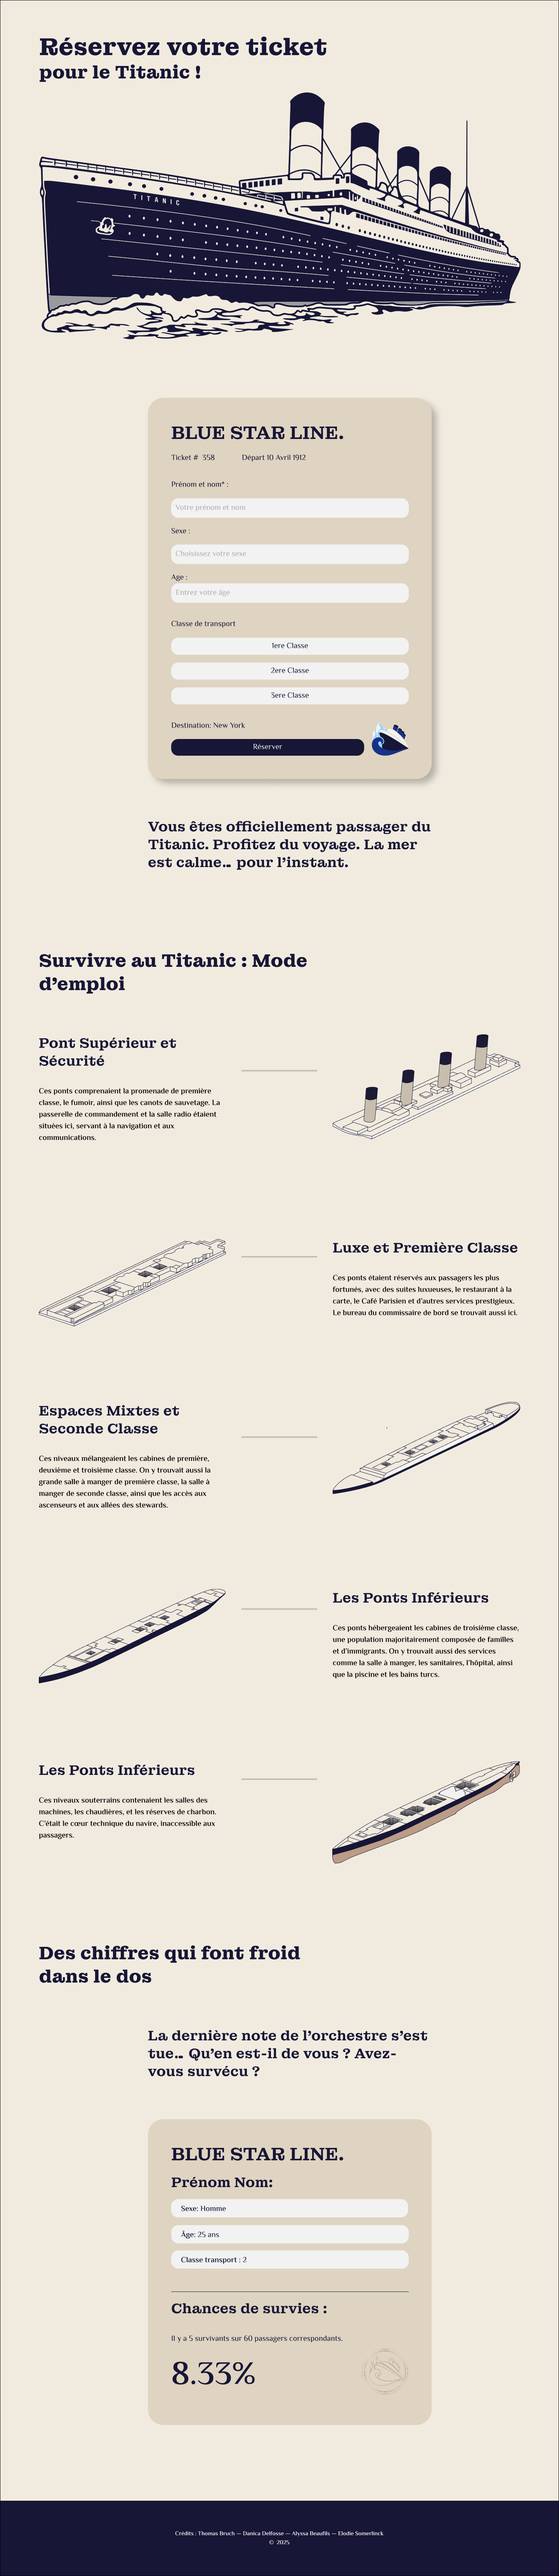 Réservez votre ticket
pour le Titanic !
TITANIC
BLUE STAR LINE.
Ticket # 358 Départ 10 Avril 1912
Prénom et nom* :
Votre prénom et nom
Sexe :
Choisissez votre sexe
Age :
Entrez votre âge
Classe de transport
1ere Classe
2ere Classe
3ere Classe
Destination: New York
Réserver
Vous êtes officiellement passager du
Titanic. Profitez du voyage. La mer
est calme… pour l’instant.
Survivre au Titanic : Mode
d’emploi
Pont Supérieur et
Sécurité
Ces ponts comprenaient la promenade de première
classe, le fumoir, ainsi que les canots de sauvetage. La
passerelle de commandement et la salle radio étaient
situées ici, servant à la navigation et aux
communications.
Luxe et Première Classe
Ces ponts étaient réservés aux passagers les plus
fortunés, avec des suites luxueuses, le restaurant à la
carte, le Café Parisien et d’autres services prestigieux.
Le bureau du commissaire de bord se trouvait aussi ici.
Espaces Mixtes et
Seconde Classe
Ces niveaux mélangeaient les cabines de première,
deuxième et troisième classe. On y trouvait aussi la
grande salle à manger de première classe, la salle à
manger de seconde classe, ainsi que les accès aux
ascenseurs et aux allées des stewards.
Les Ponts Inférieurs
Ces ponts hébergeaient les cabines de troisième classe,
une population majoritairement composée de familles
et d’immigrants. On y trouvait aussi des services
comme la salle à manger, les sanitaires, l’hôpital, ainsi
que la piscine et les bains turcs.
Les Ponts Inférieurs
Ces niveaux souterrains contenaient les salles des
machines, les chaudières, et les réserves de charbon.
C’était le cœur technique du navire, inaccessible aux
passagers.
Des chiffres qui font froid
dans le dos
La dernière note de l’orchestre s’est
tue… Qu’en est-il de vous ? Avez-
vous survécu ?
BLUE STAR LINE.
Prénom Nom:
Sexe: Homme
Âge: 25 ans
Classe transport : 2
Chances de survies :
Il y a 5 survivants sur 60 passagers correspondants.
8.33%
Crédits : Thomas Bruch — Danica Delfosse — Alyssa Beaufils — Elodie Somerlinck
© 2025